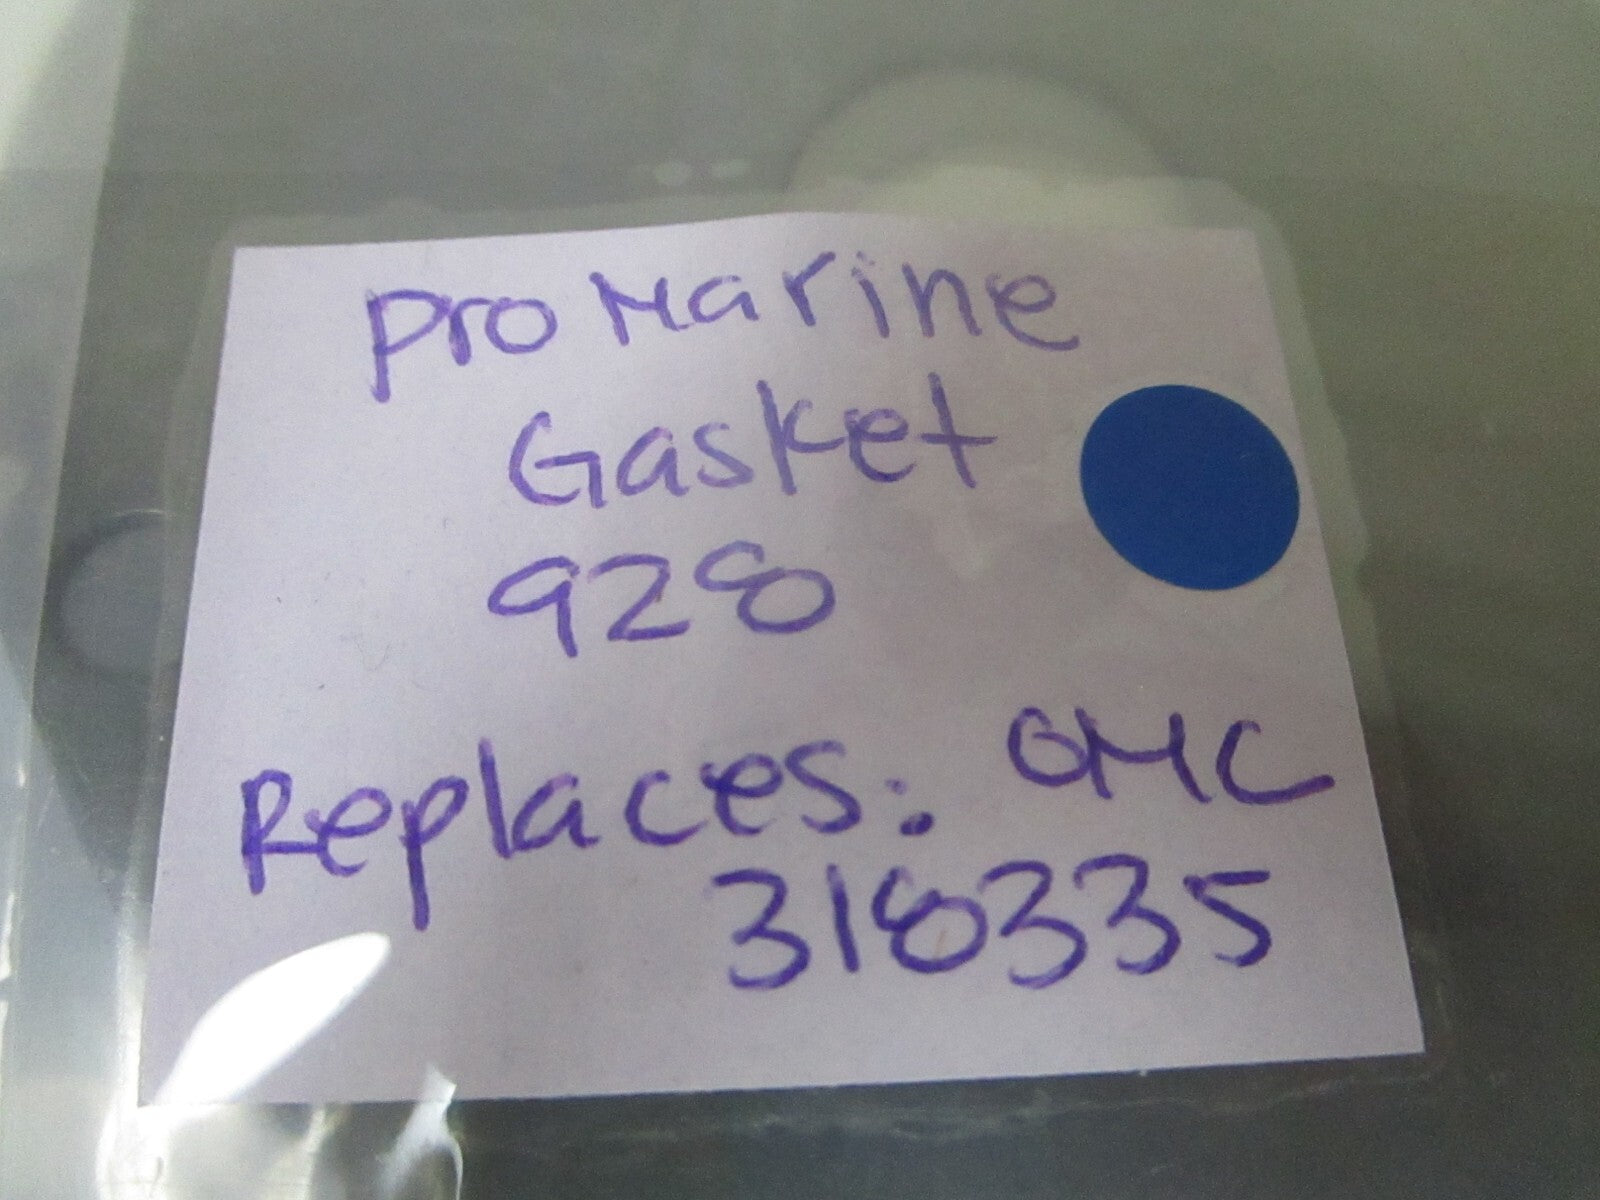 Pro Marine
Gasket
928
Replaces: OMC
318335